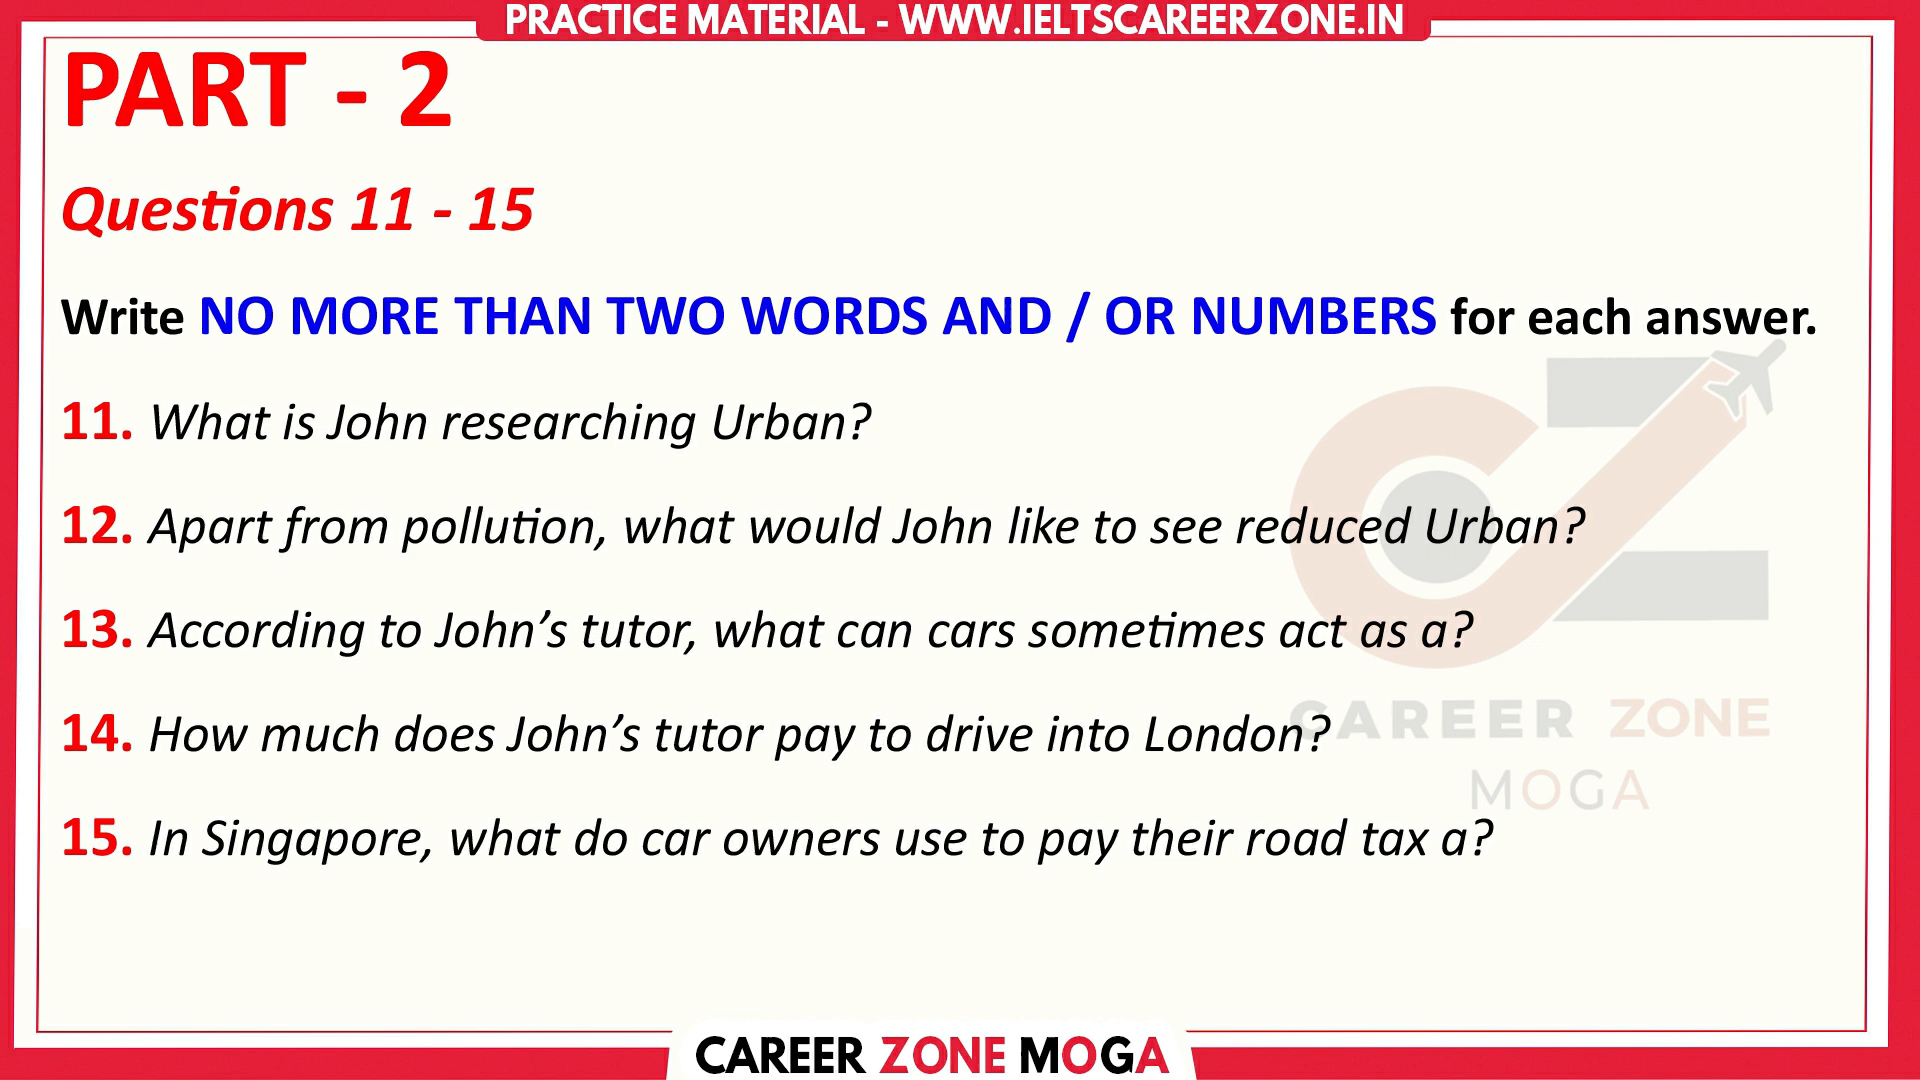 PRACTICE MATERIAL - WWW.IELTSCAREERZONE.IN
PART - 2
Questions 11 - 15
Write NO MORE THAN TWO WORDS AND / OR NUMBERS for each answer.
11. What is John researching Urban?
12. Apart from pollution, what would John like to see reduced Urban?
13. According to John’s tutor, what can cars sometimes act as a?
14. How much does John’s tutor pay to drive into London?
15. In Singapore, what do car owners use to pay their road tax a?
CAREER ZONE
MOGA
CAREER ZONE MOGA